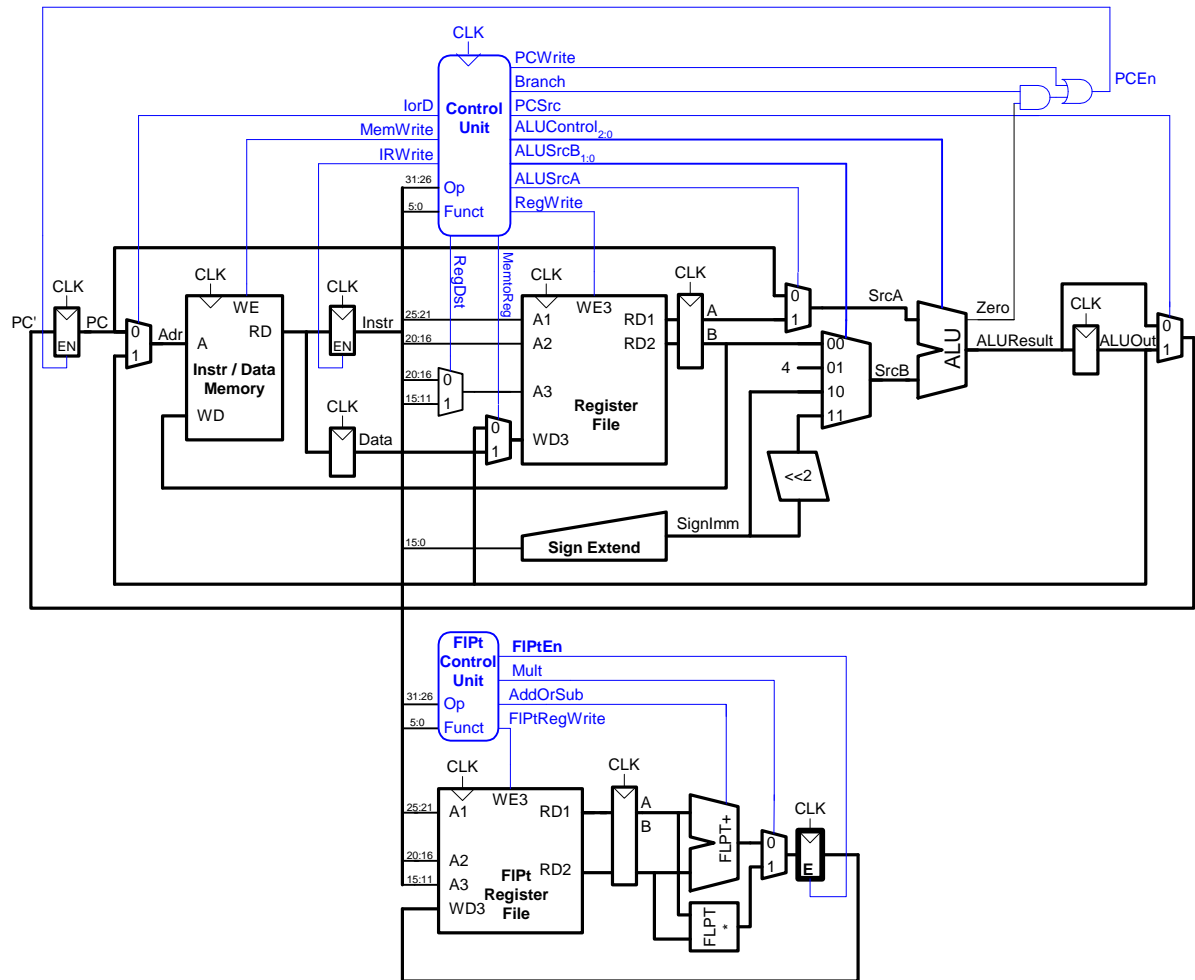 CLK
PCWrite
Branch
PCEn
IorD
Control
Unit
PCSrc
MemWrite
ALUControl2:0
IRWrite
ALUSrcB1:0
31:26
Op
ALUSrcA
5:0
Funct
RegWrite
RegDst
MemtoReg
CLK
CLK
CLK
CLK
CLK
CLK
PC'
EN
PC
0
1
Adr
A
WE
RD
Instr / Data
Memory
WD
EN
Instr
25:21
A1
WE3
RD1
A
0
1
SrcA
Zero
20:16
A2
RD2
B
00
ALU
ALUResult
ALUOut
0
1
4
01
SrcB
20:16
0
15:11
1
A3
Register
File
10
11
CLK
Data
0
1
WD3
<<2
SignImm
15:0
Sign Extend
FlPt
Control
Unit
FlPtEn
Mult
31:26
Op
AddOrSub
5:0
Funct
FlPtRegWrite
CLK
CLK
CLK
25:21
A1
WE3
RD1
A
B
FLPT+
0
1
E
20:16
A2
RD2
15:11
A3
FlPt
Register
File
WD3
FLPT
*